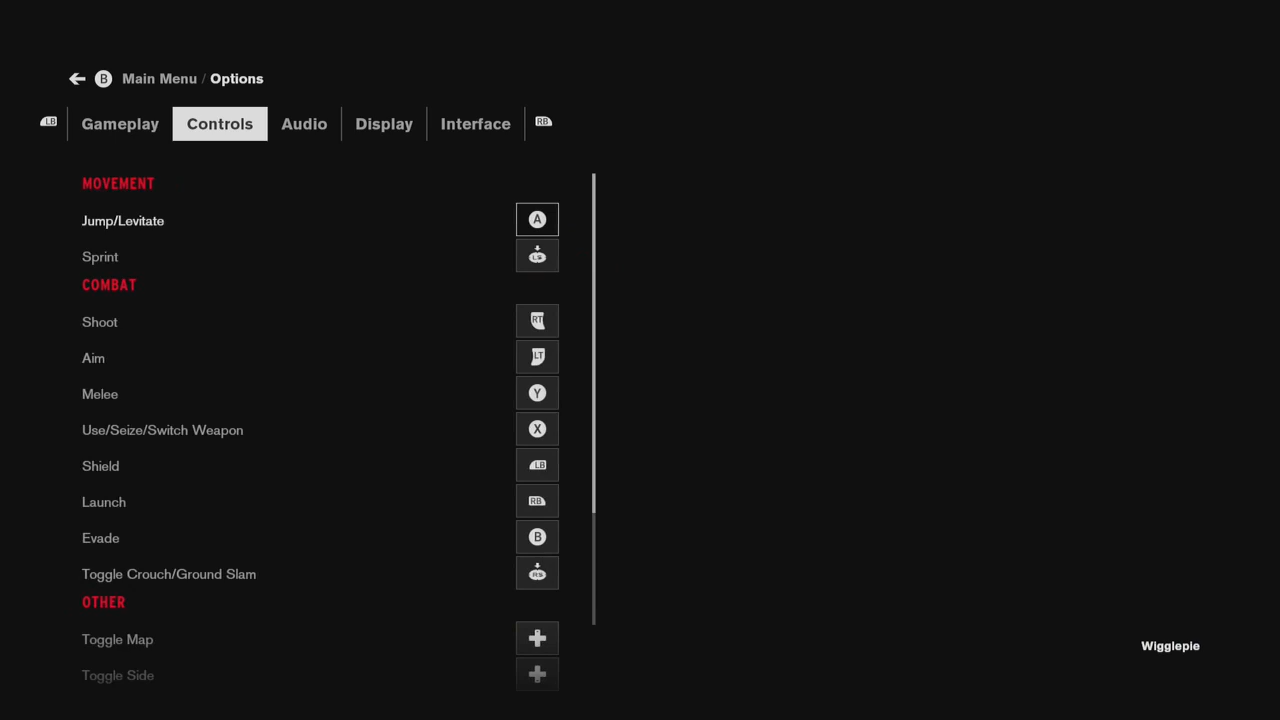 B Main Menu / Options
LB Gameplay Controls Audio Display Interface RB
MOVEMENT
Jump/Levitate A
Sprint LS
COMBAT
Shoot RT
Aim LT
Melee Y
Use/Seize/Switch Weapon X
Shield LB
Launch RB
Evade B
Toggle Crouch/Ground Slam RS
OTHER
Toggle Map
Wigglepie
Toggle Side